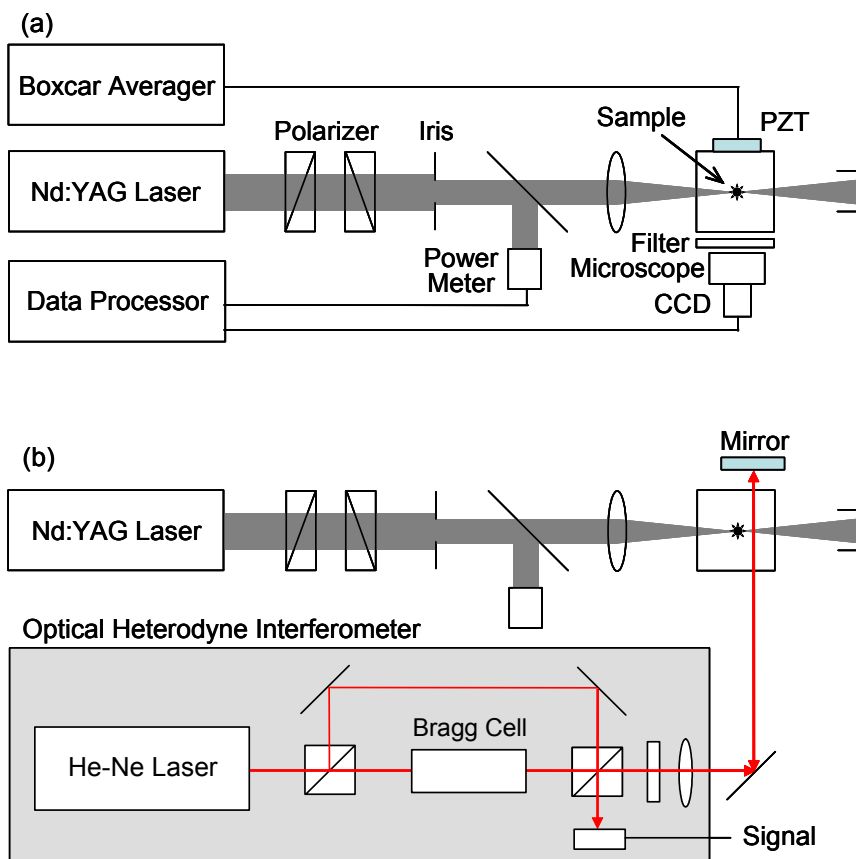 (a)
Boxcar Averager
Polarizer
Iris
Sample
PZT
Nd:YAG Laser
Power
Meter
Filter
Microscope
CCD
Data Processor
(b)
Mirror
Nd:YAG Laser
Optical Heterodyne Interferometer
Bragg Cell
He-Ne Laser
Signal